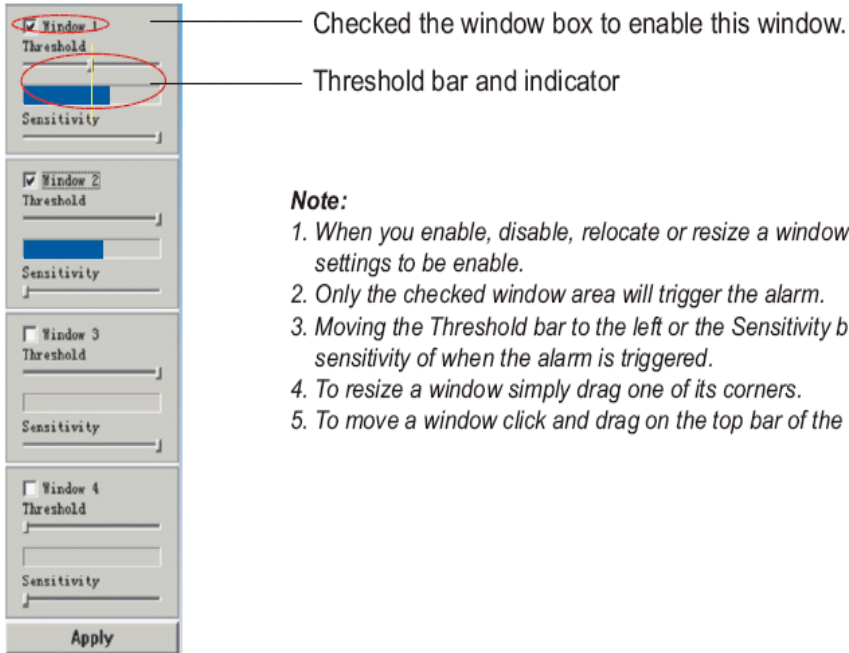 Window 1
Threshold
Sensitivity
Window 2
Threshold
Sensitivity
Window 3
Threshold
Sensitivity
Window 4
Threshold
Sensitivity
Apply
Checked the window box to enable this window.
Threshold bar and indicator
Note:
1. When you enable, disable, relocate or resize a window
settings to be enable.
2. Only the checked window area will trigger the alarm.
3. Moving the Threshold bar to the left or the Sensitivity b
sensitivity of when the alarm is triggered.
4. To resize a window simply drag one of its corners.
5. To move a window click and drag on the top bar of the